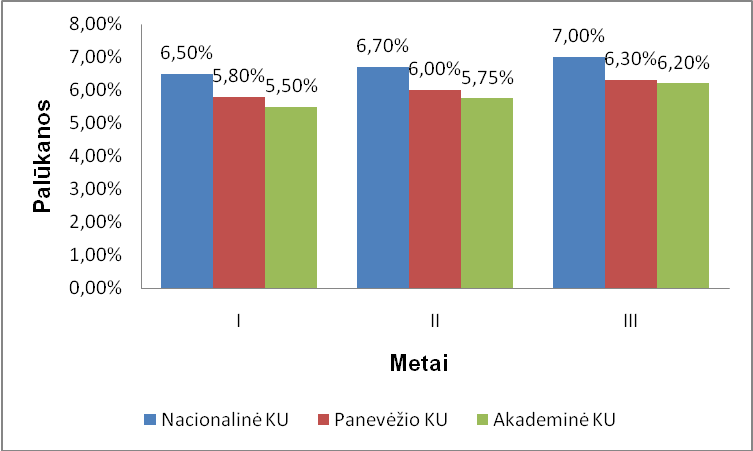 8,00%
7,00%
6,00%
5,00%
4,00%
3,00%
2,00%
1,00%
0,00%
Palūkanos
6,50%
5,80%
5,50%
6,70%
6,00%
5,75%
7,00%
6,30%
6,20%
I
II
III
Metai
Nacionalinė KU
Panevėžio KU
Akademinė KU